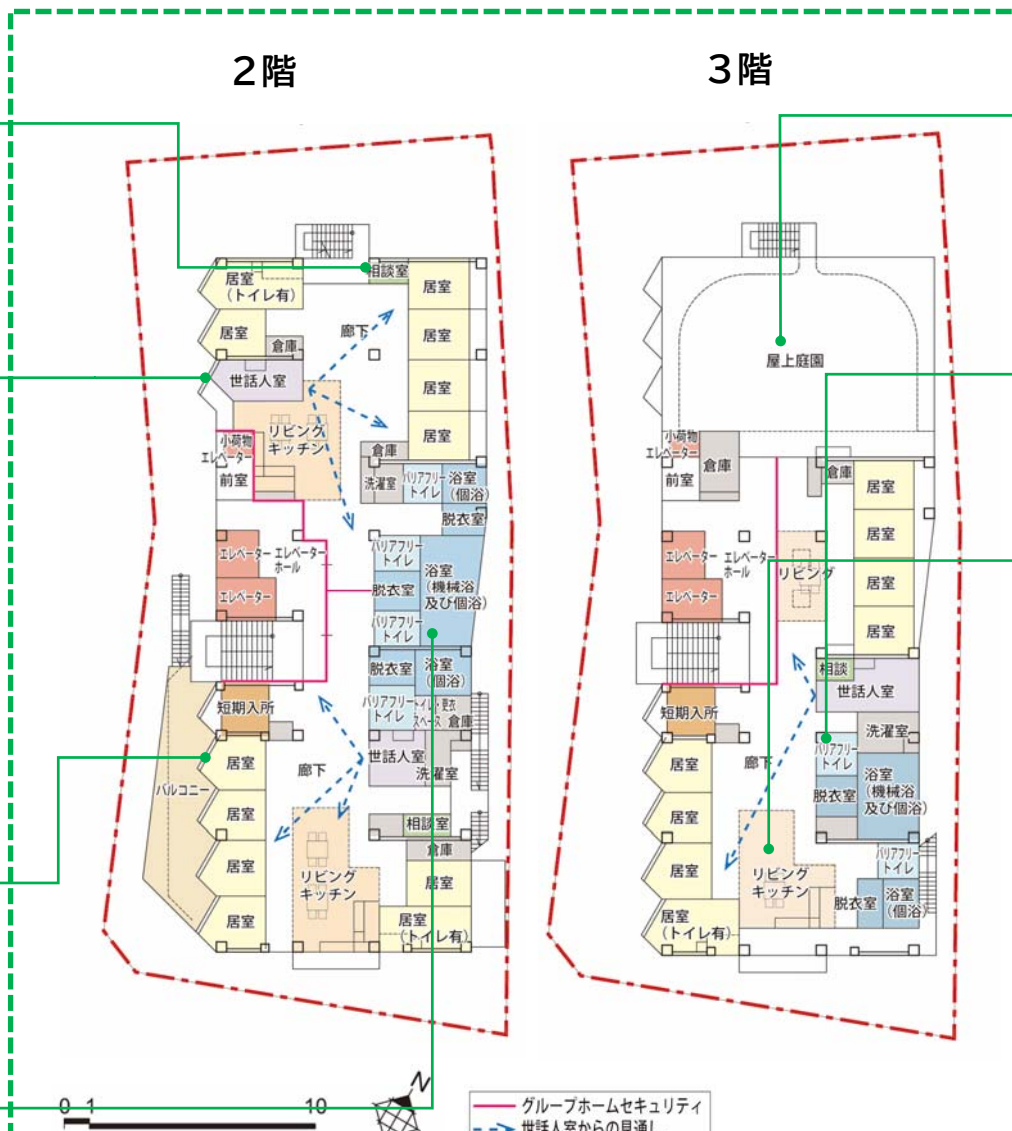 2階
居室
(トイレ有)
相談室
居室
居室
廊下
居室
倉庫
世話人室
居室
リビング
キッチン
居室
小荷物
エレベーター
前室
倉庫
洗濯室
バリアフリー
トイレ
浴室
(個浴)
脱衣室
エレベーター
エレベーター
ホール
エレベーター
バリアフリー
トイレ
脱衣室
浴室
(機械浴
及び個浴)
バリアフリー
トイレ
脱衣室
浴室
(個浴)
バリアフリー
トイレ
トイレ・更衣
スペース
倉庫
短期入所
世話人室
洗濯室
居室
廊下
バルコニー
居室
相談室
倉庫
居室
リビング
キッチン
居室
居室
居室
(トイレ有)
3階
屋上庭園
小荷物
エレベーター
前室
倉庫
倉庫
居室
居室
エレベーター
エレベーター
ホール
リビング
居室
エレベーター
居室
相談
世話人室
短期入所
洗濯室
居室
廊下
バリアフリー
トイレ
脱衣室
浴室
(機械浴
及び個浴)
居室
居室
リビング
キッチン
バリアフリー
トイレ
脱衣室
浴室
(個浴)
居室
(トイレ有)
0 1 10
N
グループホームセキュリティ
世話人室からの見通し